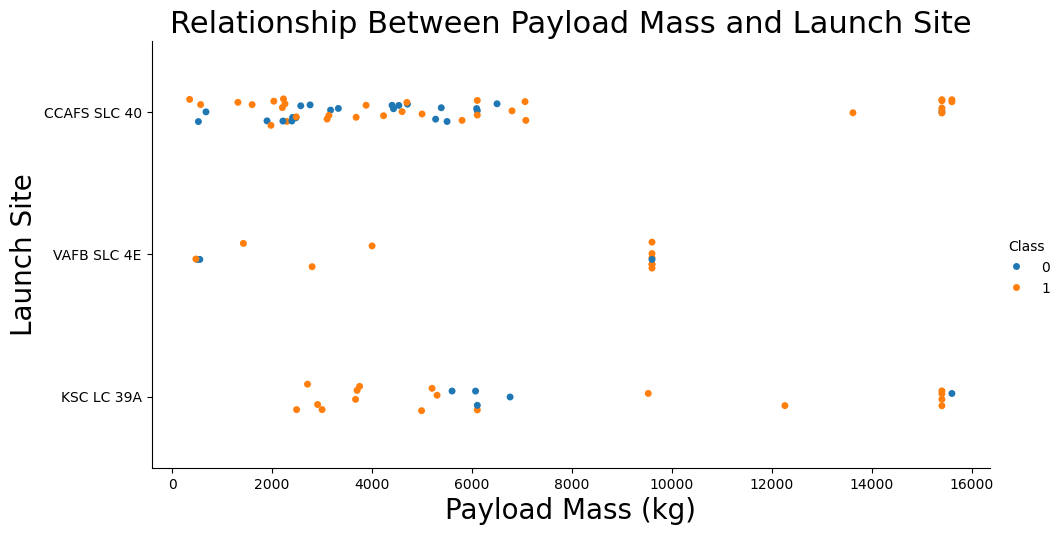 Relationship Between Payload Mass and Launch Site
Launch Site
CCAFS SLC 40
VAFB SLC 4E
KSC LC 39A
0 2000 4000 6000 8000 10000 12000 14000 16000
Payload Mass (kg)
Class
0
1